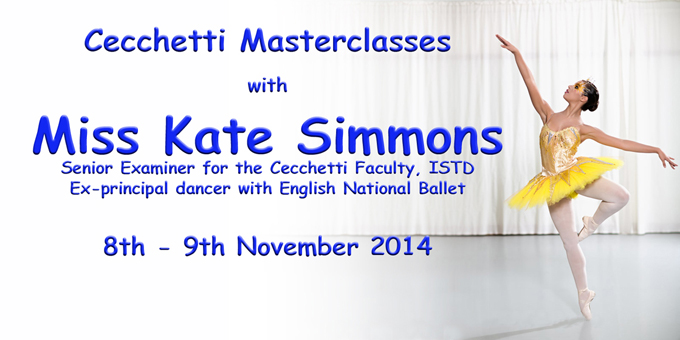 Cecchetti Masterclasses
with
Miss Kate Simmons
Senior Examiner for the Cecchetti Faculty, ISTD
Ex-principal dancer with English National Ballet
8th - 9th November 2014